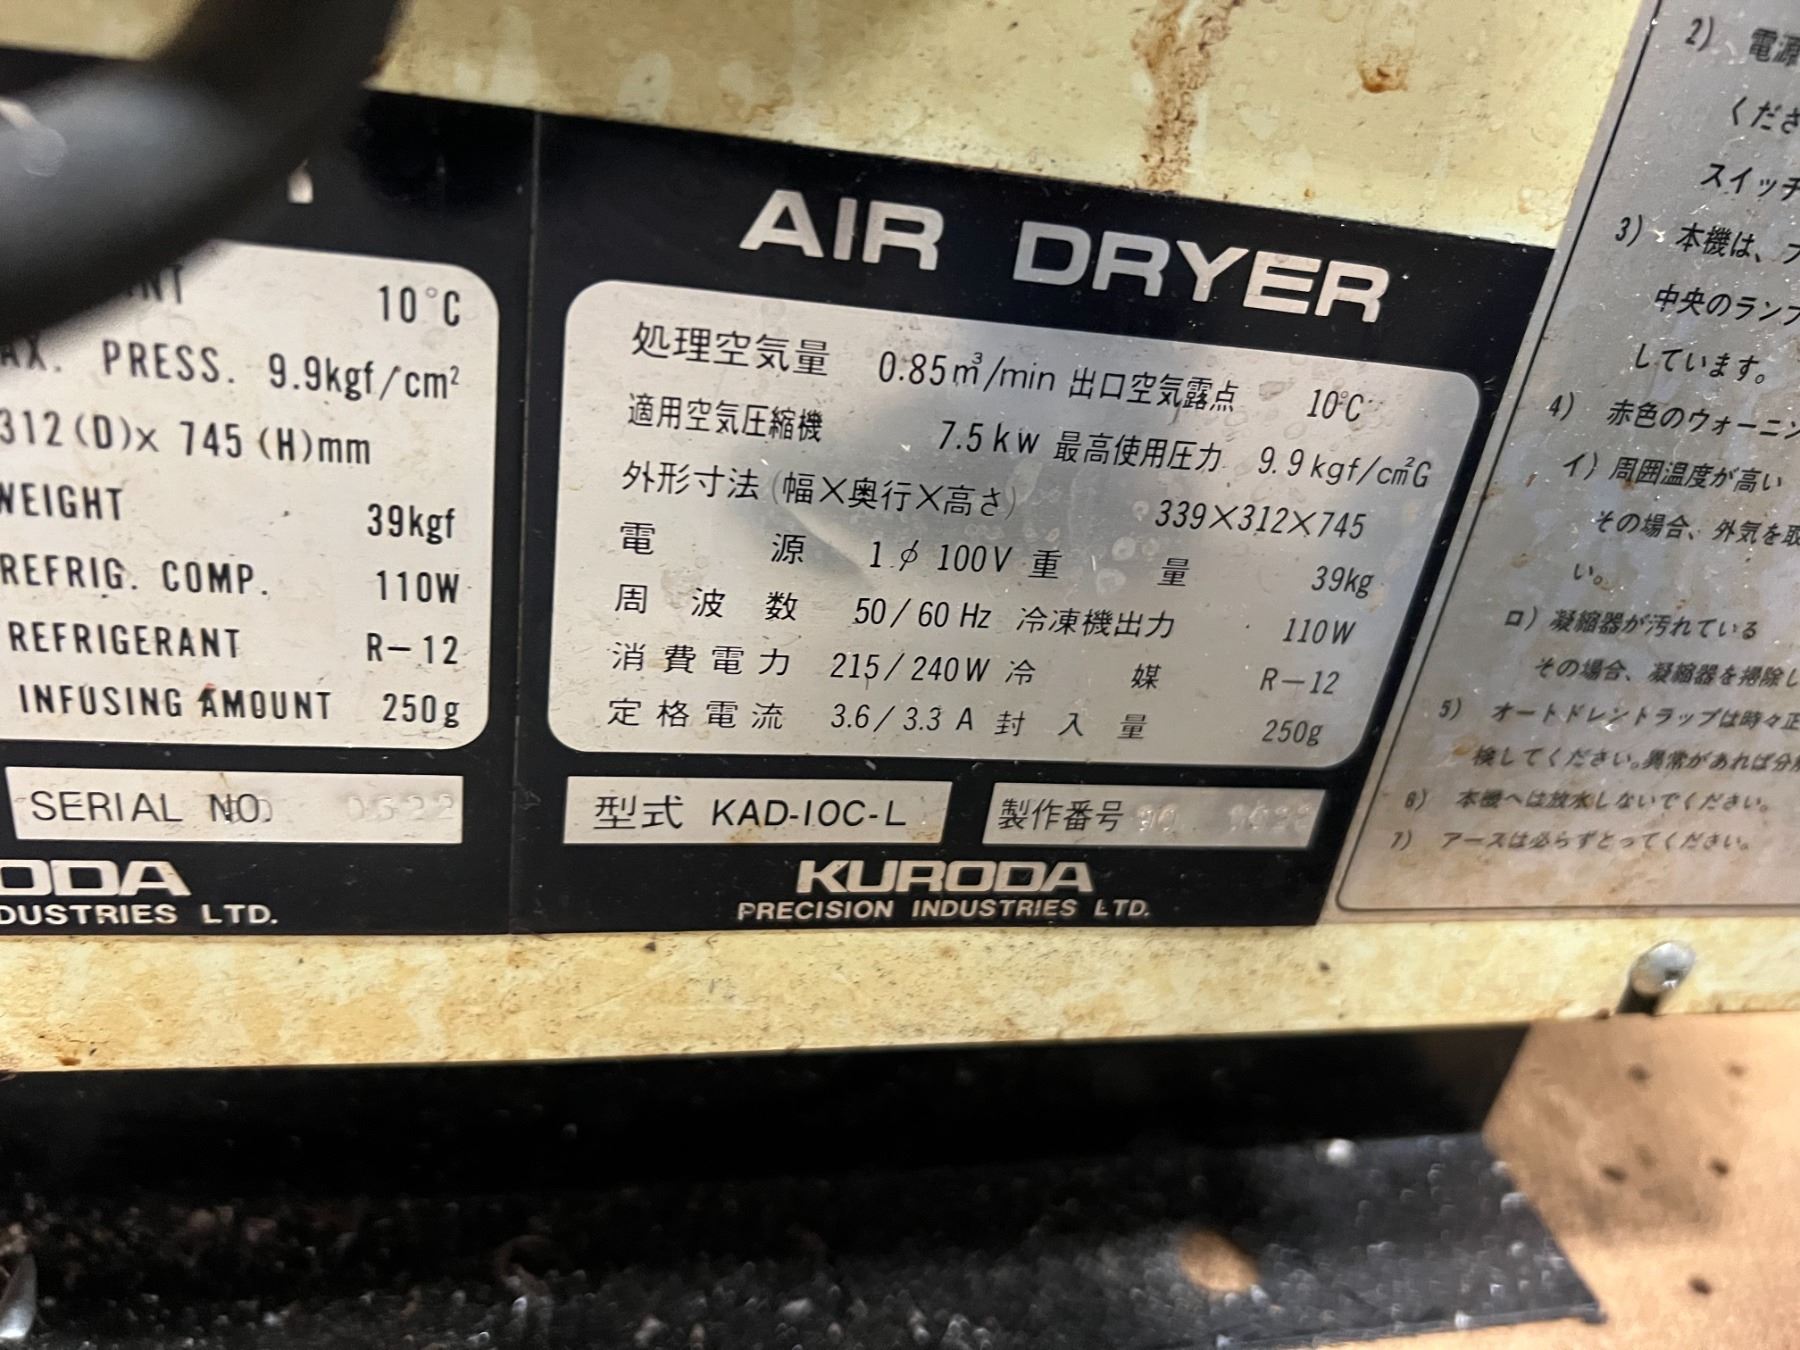 10°C
PRESS. 9.9kgf/cm²
312(D)x 745 (H)mm
WEIGHT 39kgf
REFRIG. COMP. 110W
REFRIGERANT R-12
INFUSING AMOUNT 250g
SERIAL NO. 0522
DUSTRIES LTD.
AIR DRYER
処理空気量 0.85m³/min 出口空気露点 10°C
適用空気圧縮機 7.5kw 最高使用圧力 9.9kgf/cm²G
外形寸法(幅×奥行×高さ) 339×312×745
電源 1φ 100V 重量 39kg
周波数 50/60 Hz 冷凍機出力 110W
消費電力 215/240W 冷媒 R-12
定格電流 3.6/3.3 A 封入量 250g
型式 KAD-10C-L 製作番号
KURODA
PRECISION INDUSTRIES LTD.
2) 電源
くださ
スイッチ
3) 本機は、
中央のランプ
しています。
4) 赤色のウォーニン
イ) 周囲温度が高い
その場合、外気を取
い。
ロ) 凝縮器が汚れている
その場合、凝縮器を掃除し
5) オートドレントラップは時々正
検してください。異常があれば分解
6) 本機へは放水しないでください。
7) アースは必らずとってください。